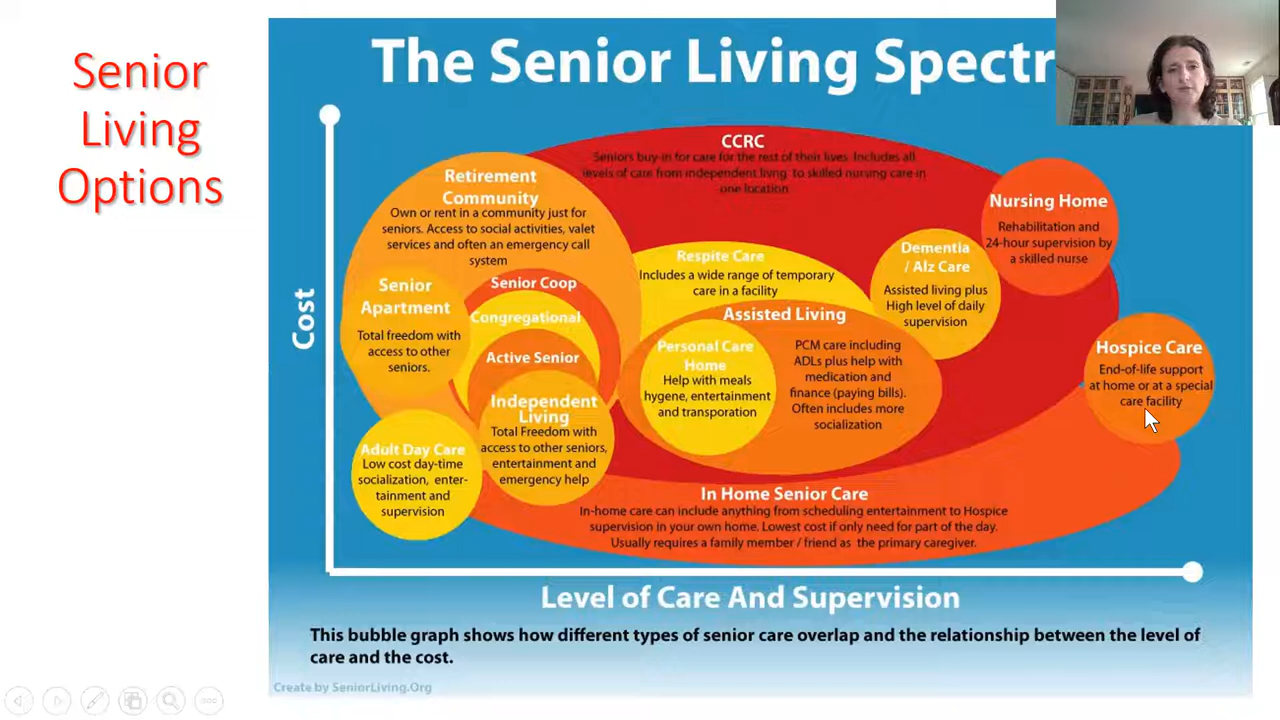 Senior
Living
Options
The Senior Living Spectr
CCRC
Seniors buy-in for care for the rest of their lives. Includes all
levels of care from independent living to skilled nursing care in
one location
Retirement
Community
Own or rent in a community just for
seniors. Access to social activities, valet
services and often an emergency call
system
Nursing Home
Rehabilitation and
24-hour supervision by
a skilled nurse
Dementia
/ Alz Care
Assisted living plus
High level of daily
supervision
Respite Care
Includes a wide range of temporary
care in a facility
Senior
Apartment
Total freedom with
access to other
seniors.
Senior Coop
Congregational
Active Senior
Independent
Living
Total Freedom with
access to other seniors,
entertainment and
emergency help
Assisted Living
PCM care including
ADLs plus help with
medication and
finance (paying bills).
Often includes more
socialization
Personal Care
Home
Help with meals
hygene, entertainment
and transporation
Hospice Care
End-of-life support
at home or at a special
care facility
Adult Day Care
Low cost day-time
socialization, enter-
tainment and
supervision
In Home Senior Care
In-home care can include anything from scheduling entertainment to Hospice
supervision in your own home. Lowest cost if only need for part of the day.
Usually requires a family member / friend as the primary caregiver.
Cost
Level of Care And Supervision
This bubble graph shows how different types of senior care overlap and the relationship between the level of
care and the cost.
Create by SeniorLiving.Org